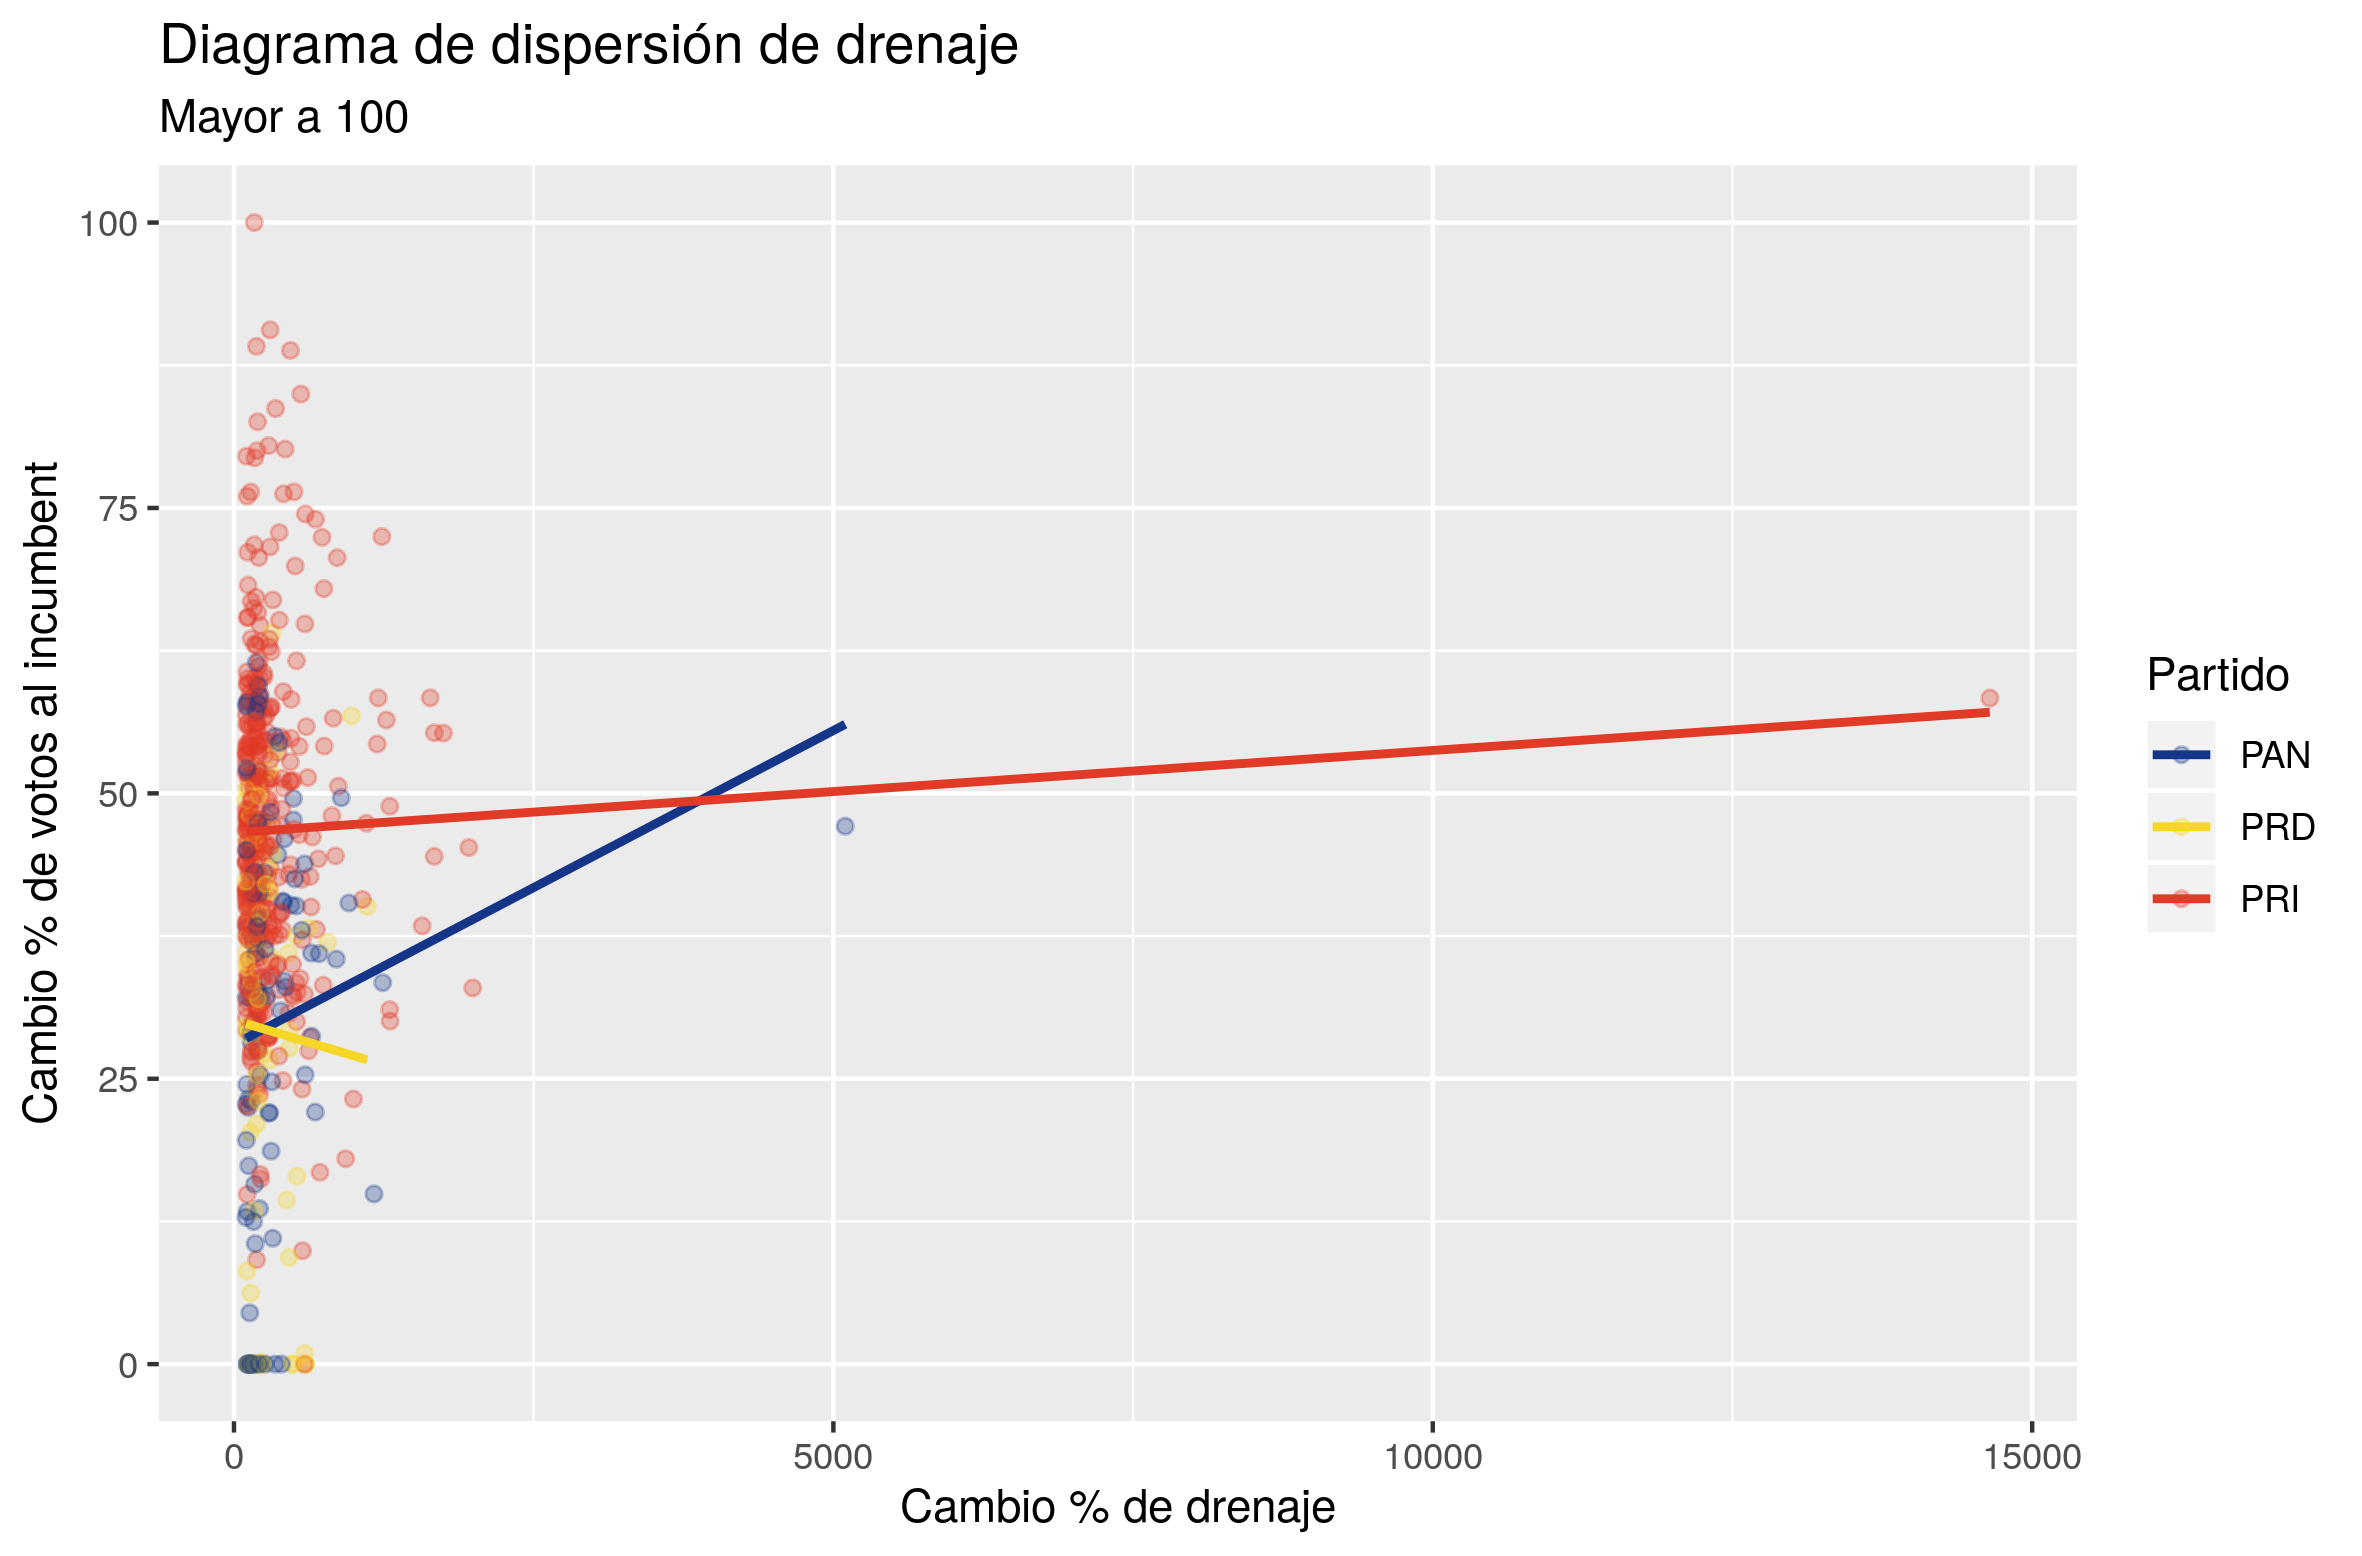 Diagrama de dispersión de drenaje
Mayor a 100
Cambio % de votos al incumbent
100
75
50
25
0
0
5000
10000
15000
Cambio % de drenaje
Partido
PAN
PRD
PRI